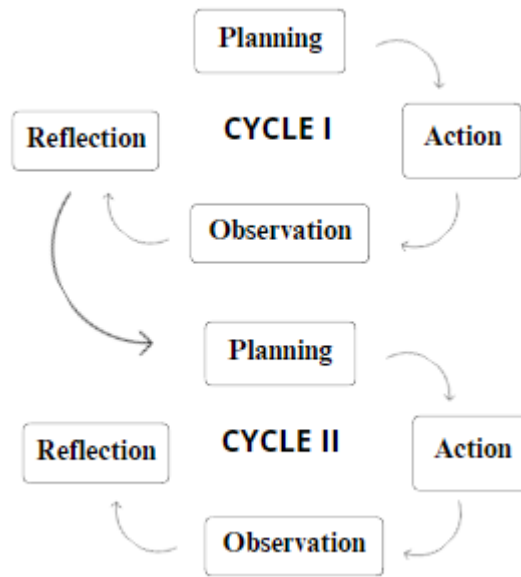 Planning
CYCLE I
Reflection
Action
Observation
Planning
CYCLE II
Reflection
Action
Observation